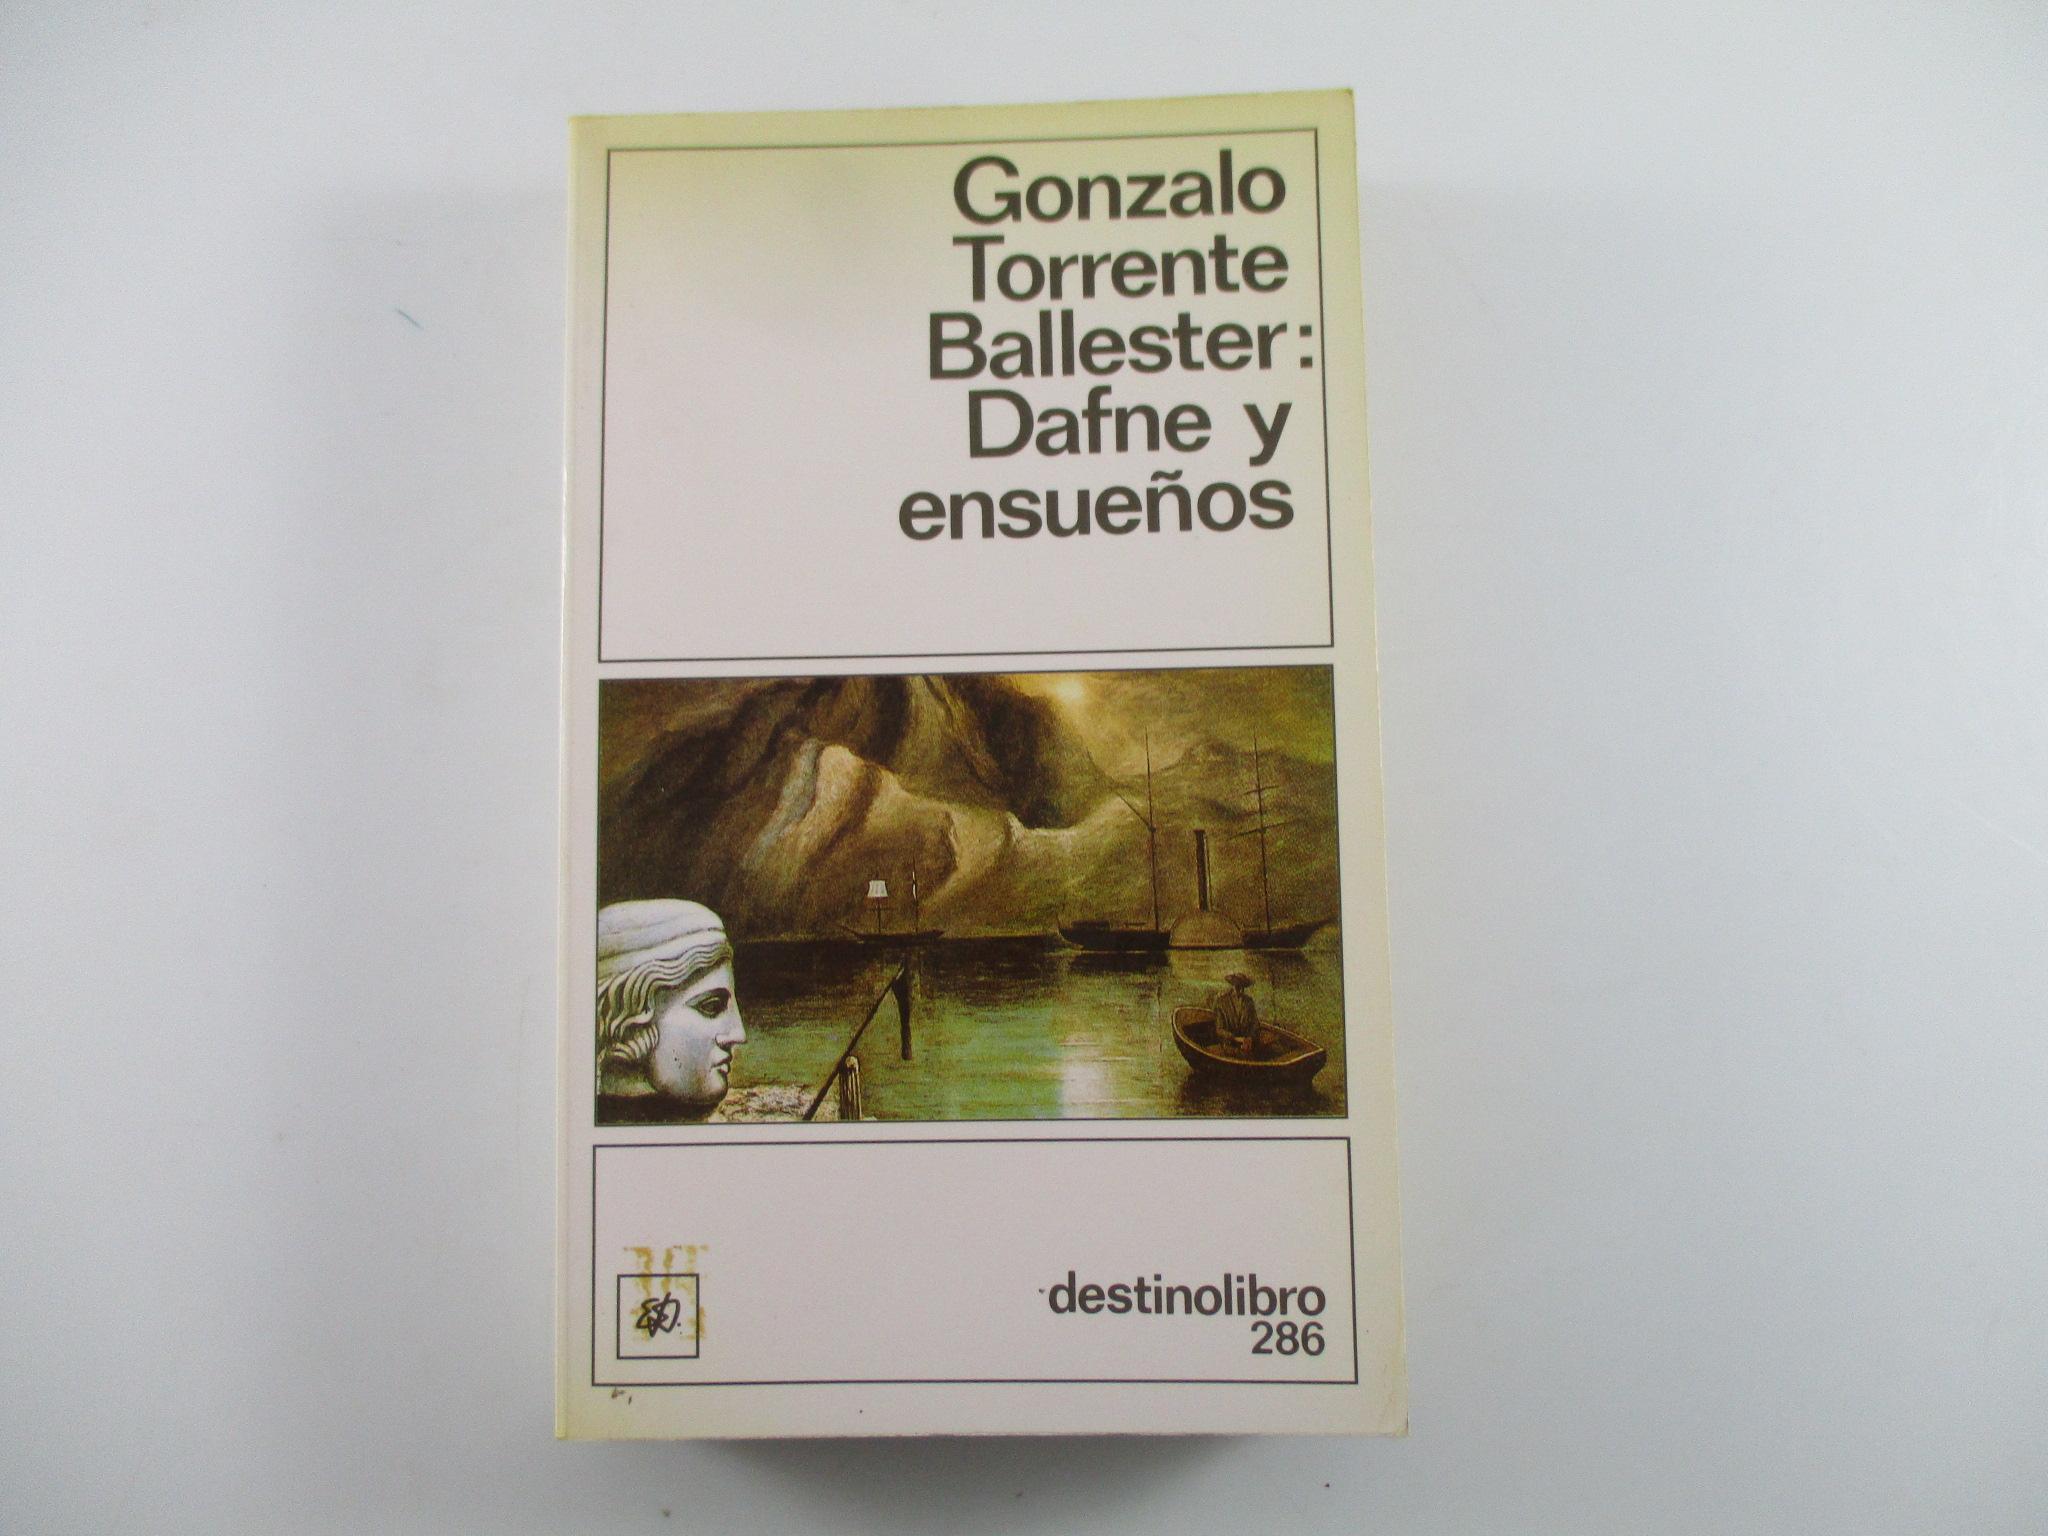 Gonzalo
Torrente
Ballester:
Dafne y
ensueños
destinolibro
286